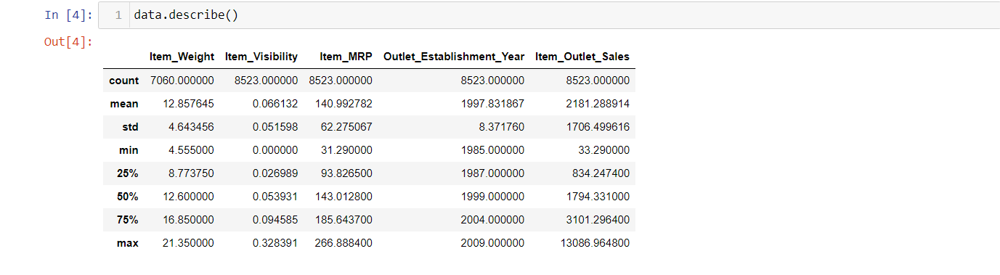 In [4]: 1 data.describe()
Out[4]:
Item_Weight Item_Visibility Item_MRP Outlet_Establishment_Year Item_Outlet_Sales
count 7060.000000 8523.000000 8523.000000 8523.000000 8523.000000
mean 12.857645 0.066132 140.992782 1997.831867 2181.288914
std 4.643456 0.051598 62.275067 8.371760 1706.499616
min 4.555000 0.000000 31.290000 1985.000000 33.290000
25% 8.773750 0.026989 93.826500 1987.000000 834.247400
50% 12.600000 0.053931 143.012800 1999.000000 1794.331000
75% 16.850000 0.094585 185.643700 2004.000000 3101.296400
max 21.350000 0.328391 266.888400 2009.000000 13086.964800